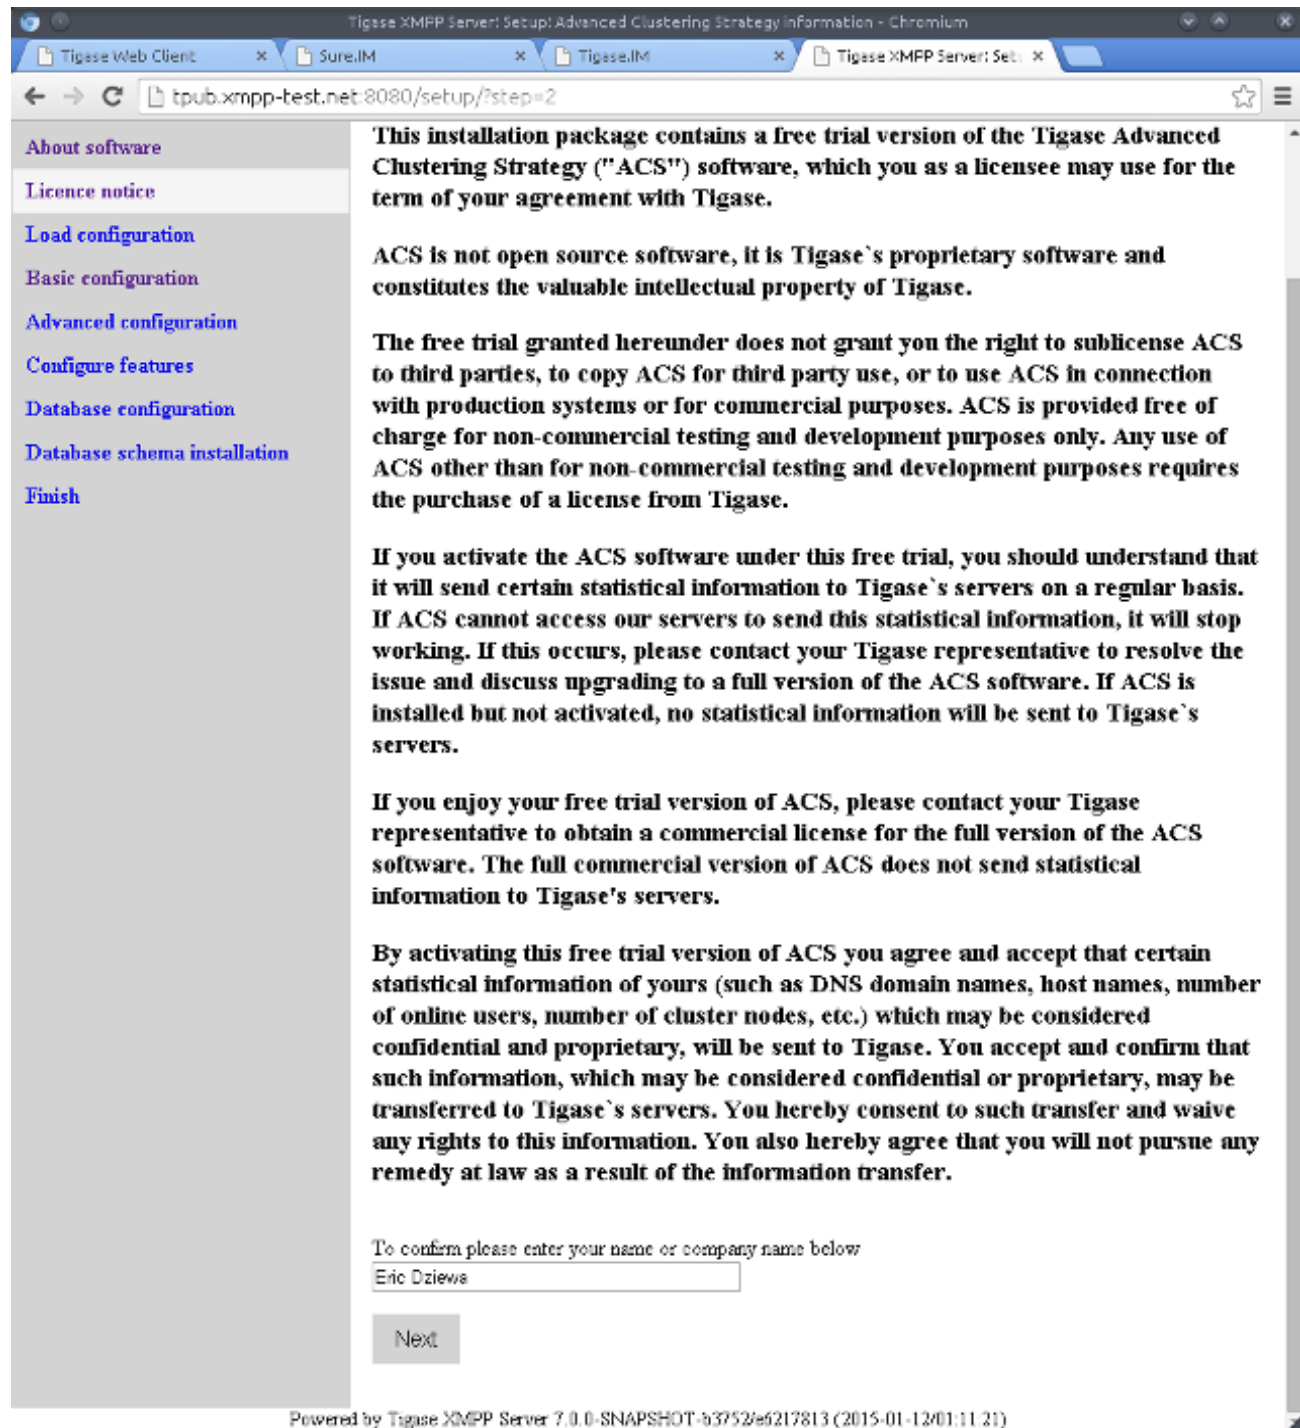 Tigase XMPP Server: Setup: Advanced Clustering Strategy information - Chromium
Tigase Web Client
Sure.IM
Tigase.IM
Tigase XMPP Server: Set
tpub.xmpp-test.net:8080/setup/?step=2
About software
Licence notice
Load configuration
Basic configuration
Advanced configuration
Configure features
Database configuration
Database schema installation
Finish
This installation package contains a free trial version of the Tigase Advanced
Clustering Strategy ("ACS") software, which you as a licensee may use for the
term of your agreement with Tigase.
ACS is not open source software, it is Tigase`s proprietary software and
constitutes the valuable intellectual property of Tigase.
The free trial granted hereunder does not grant you the right to sublicense ACS
to third parties, to copy ACS for third party use, or to use ACS in connection
with production systems or for commercial purposes. ACS is provided free of
charge for non-commercial testing and development purposes only. Any use of
ACS other than for non-commercial testing and development purposes requires
the purchase of a license from Tigase.
If you activate the ACS software under this free trial, you should understand that
it will send certain statistical information to Tigase`s servers on a regular basis.
If ACS cannot access our servers to send this statistical information, it will stop
working. If this occurs, please contact your Tigase representative to resolve the
issue and discuss upgrading to a full version of the ACS software. If ACS is
installed but not activated, no statistical information will be sent to Tigase`s
servers.
If you enjoy your free trial version of ACS, please contact your Tigase
representative to obtain a commercial license for the full version of the ACS
software. The full commercial version of ACS does not send statistical
information to Tigase's servers.
By activating this free trial version of ACS you agree and accept that certain
statistical information of yours (such as DNS domain names, host names, number
of online users, number of cluster nodes, etc.) which may be considered
confidential and proprietary, will be sent to Tigase. You accept and confirm that
such information, which may be considered confidential or proprietary, may be
transferred to Tigase`s servers. You hereby consent to such transfer and waive
any rights to this information. You also hereby agree that you will not pursue any
remedy at law as a result of the information transfer.
To confirm please enter your name or company name below
Eric Dziewa
Next
Powered by Tigase XMPP Server 7.0.0-SNAPSHOT-b3752/e6217813 (2015-01-12/01:11:21)